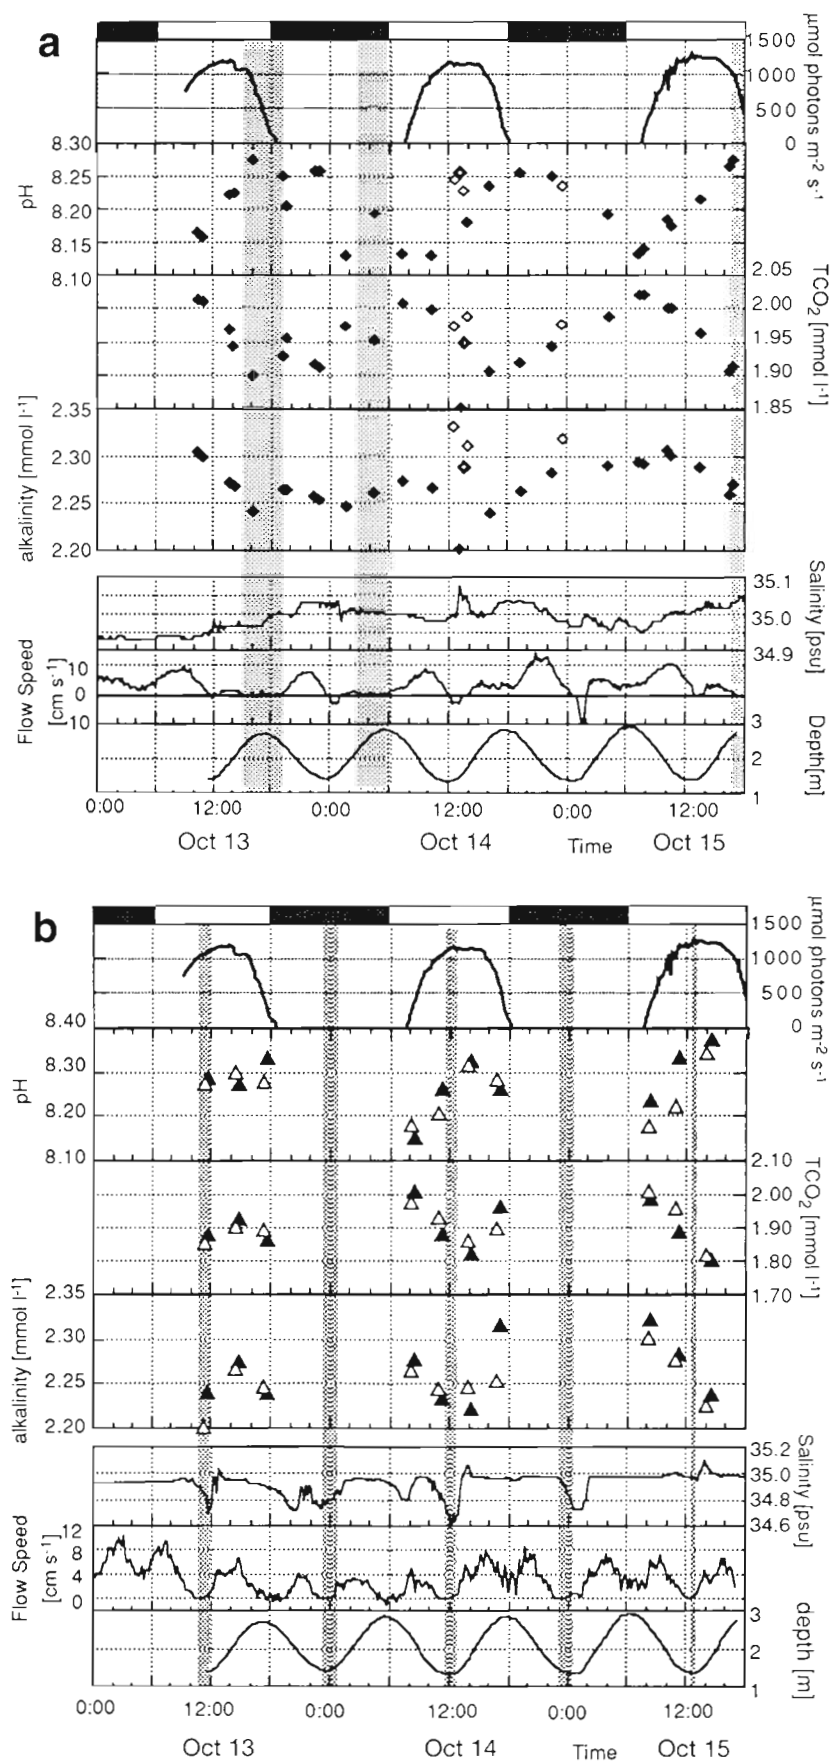 a
µmol photons m-2 s-1
1500
1000
500
0
8.30
8.25
8.20
8.15
8.10
pH
2.05
2.00
1.95
1.90
1.85
TCO2 [mmol l-1]
2.35
2.30
2.25
2.20
alkalinity [mmol l-1]
35.1
35.0
34.9
Salinity [psu]
10
0
10
Flow Speed
[cm s-1]
3
2
1
Depth[m]
0:00 12:00 0:00 12:00 0:00 12:00
Oct 13 Oct 14 Time Oct 15
b
µmol photons m-2 s-1
1500
1000
500
0
8.40
8.30
8.20
8.10
pH
2.10
2.00
1.90
1.80
1.70
TCO2 [mmol l-1]
2.35
2.30
2.25
2.20
alkalinity [mmol l-1]
35.2
35.0
34.8
34.6
Salinity [psu]
12
8
4
0
Flow Speed
[cm s-1]
3
2
1
depth [m]
0:00 12:00 0:00 12:00 0:00 12:00
Oct 13 Oct 14 Time Oct 15